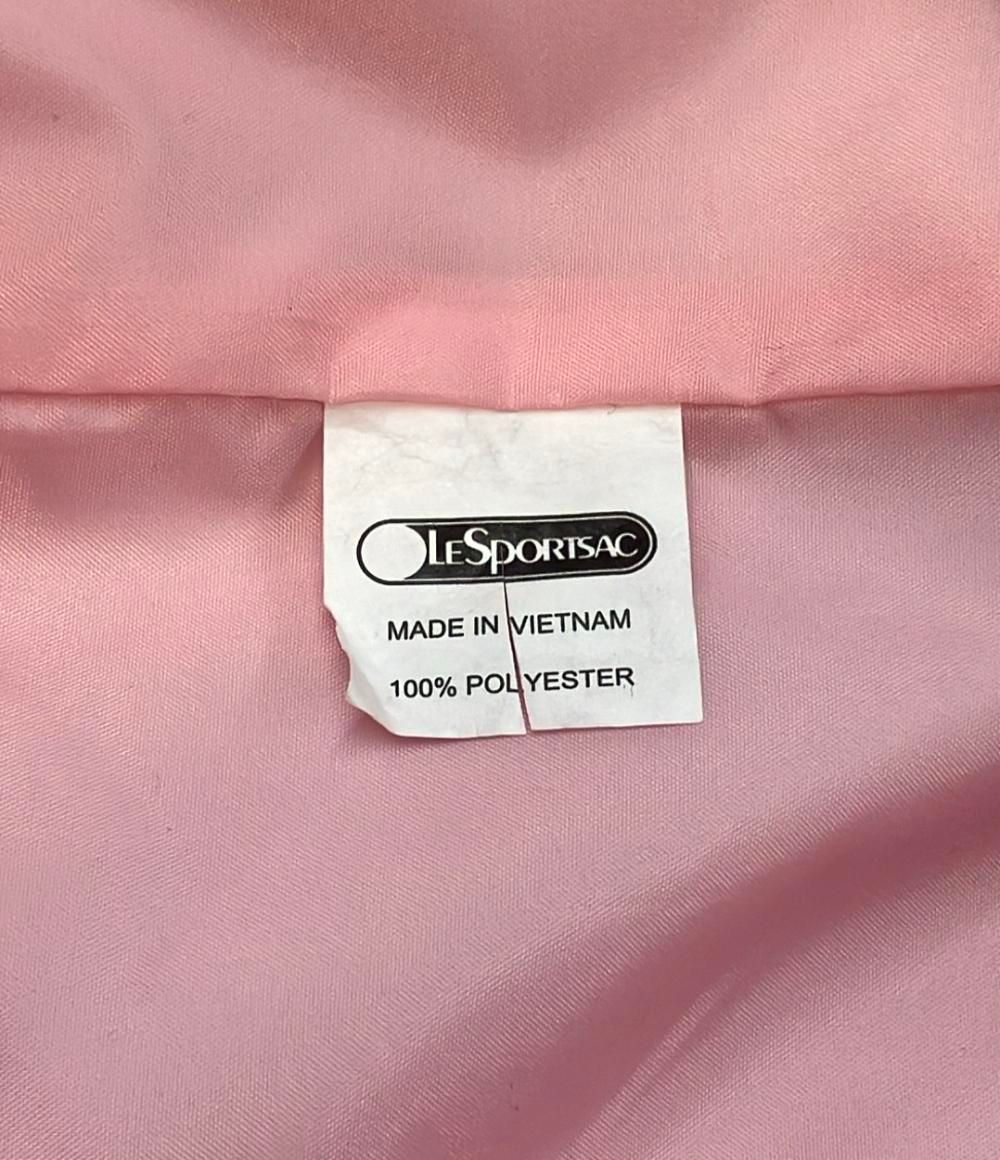 LESPORTSAC
MADE IN VIETNAM
100% POLYESTER